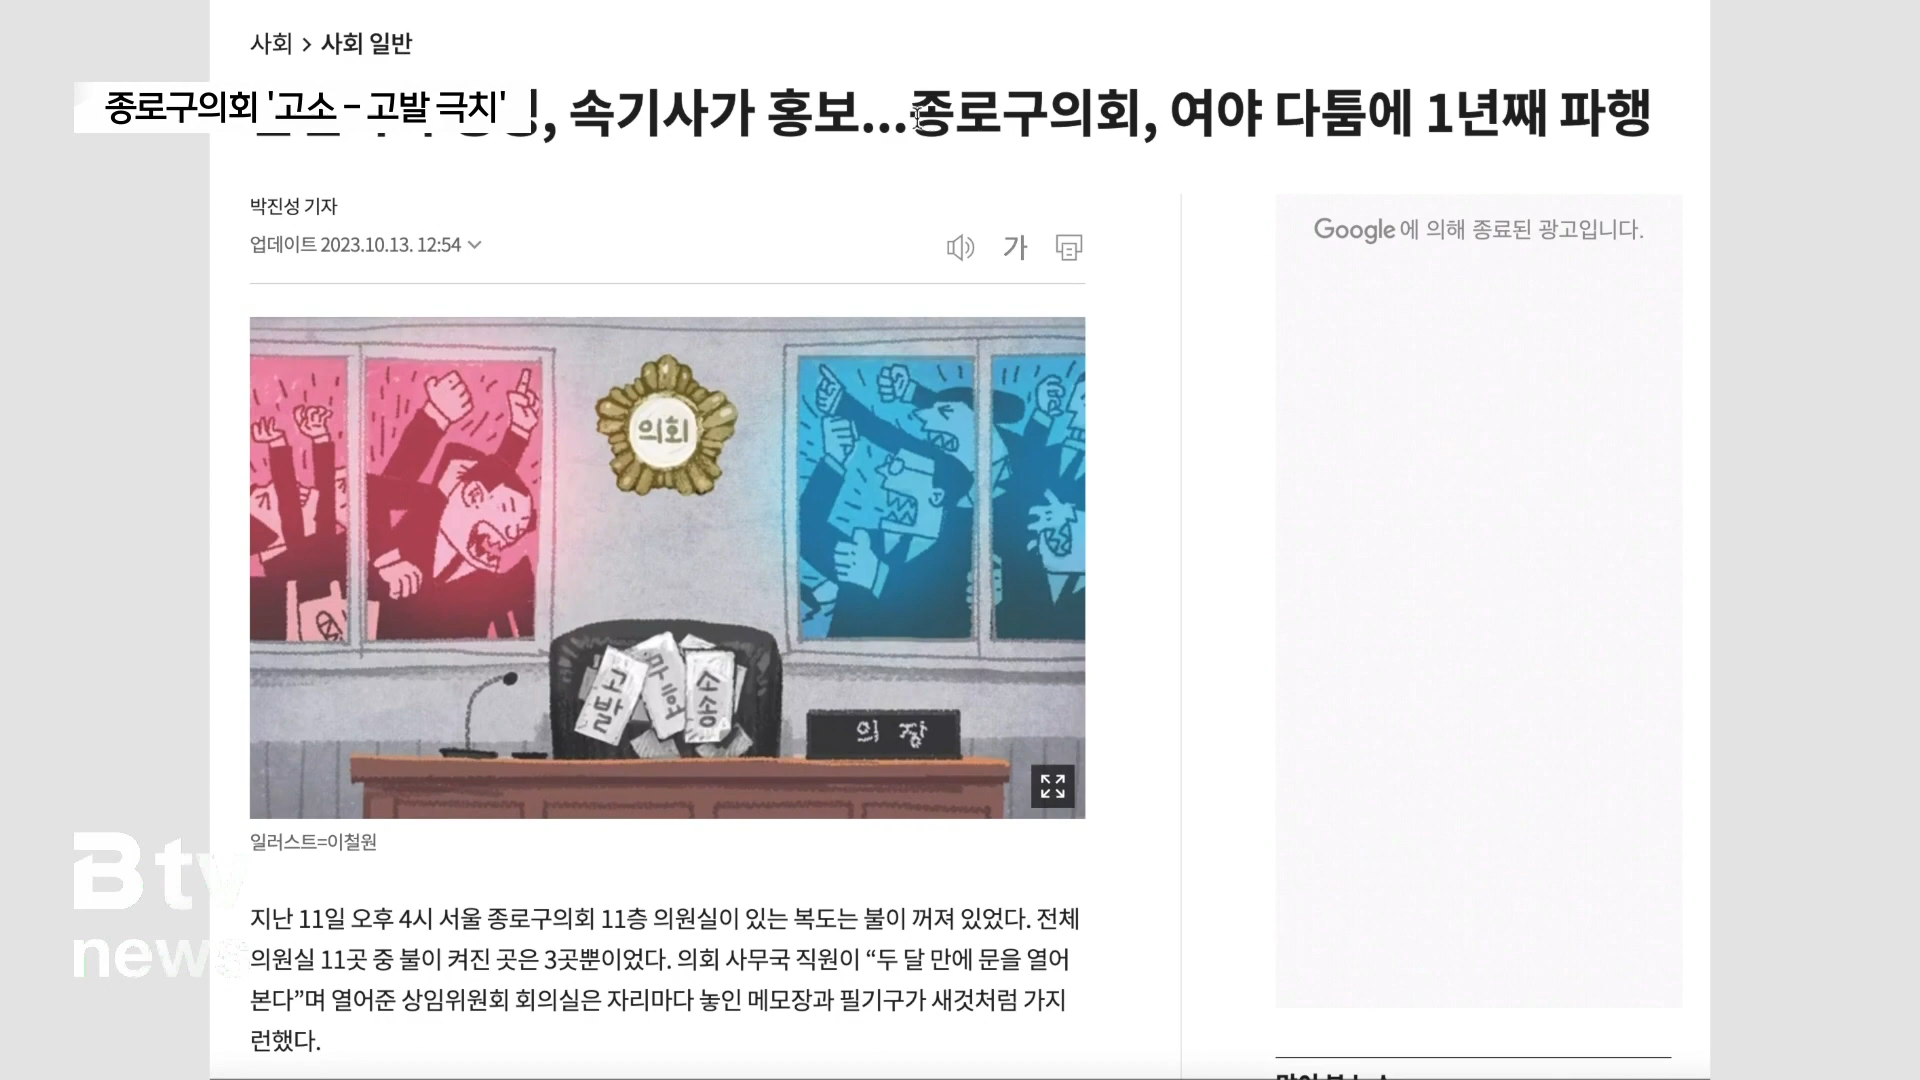 사회 > 사회 일반
종로구의회 '고소 – 고발 극치'
속기사가 홍보...종로구의회, 여야 다툼에 1년째 파행
박진성 기자
업데이트 2023.10.13. 12:54
가
Google에 의해 종료된 광고입니다.
의회
고발
소송
의장
일러스트=이철원
지난 11일 오후 4시 서울 종로구의회 11층 의원실이 있는 복도는 불이 꺼져 있었다. 전체
의원실 11곳 중 불이 켜진 곳은 3곳뿐이었다. 의회 사무국 직원이 “두 달 만에 문을 열어
본다”며 열어준 상임위원회 회의실은 자리마다 놓인 메모장과 필기구가 새것처럼 가지
런했다.
Btv
news